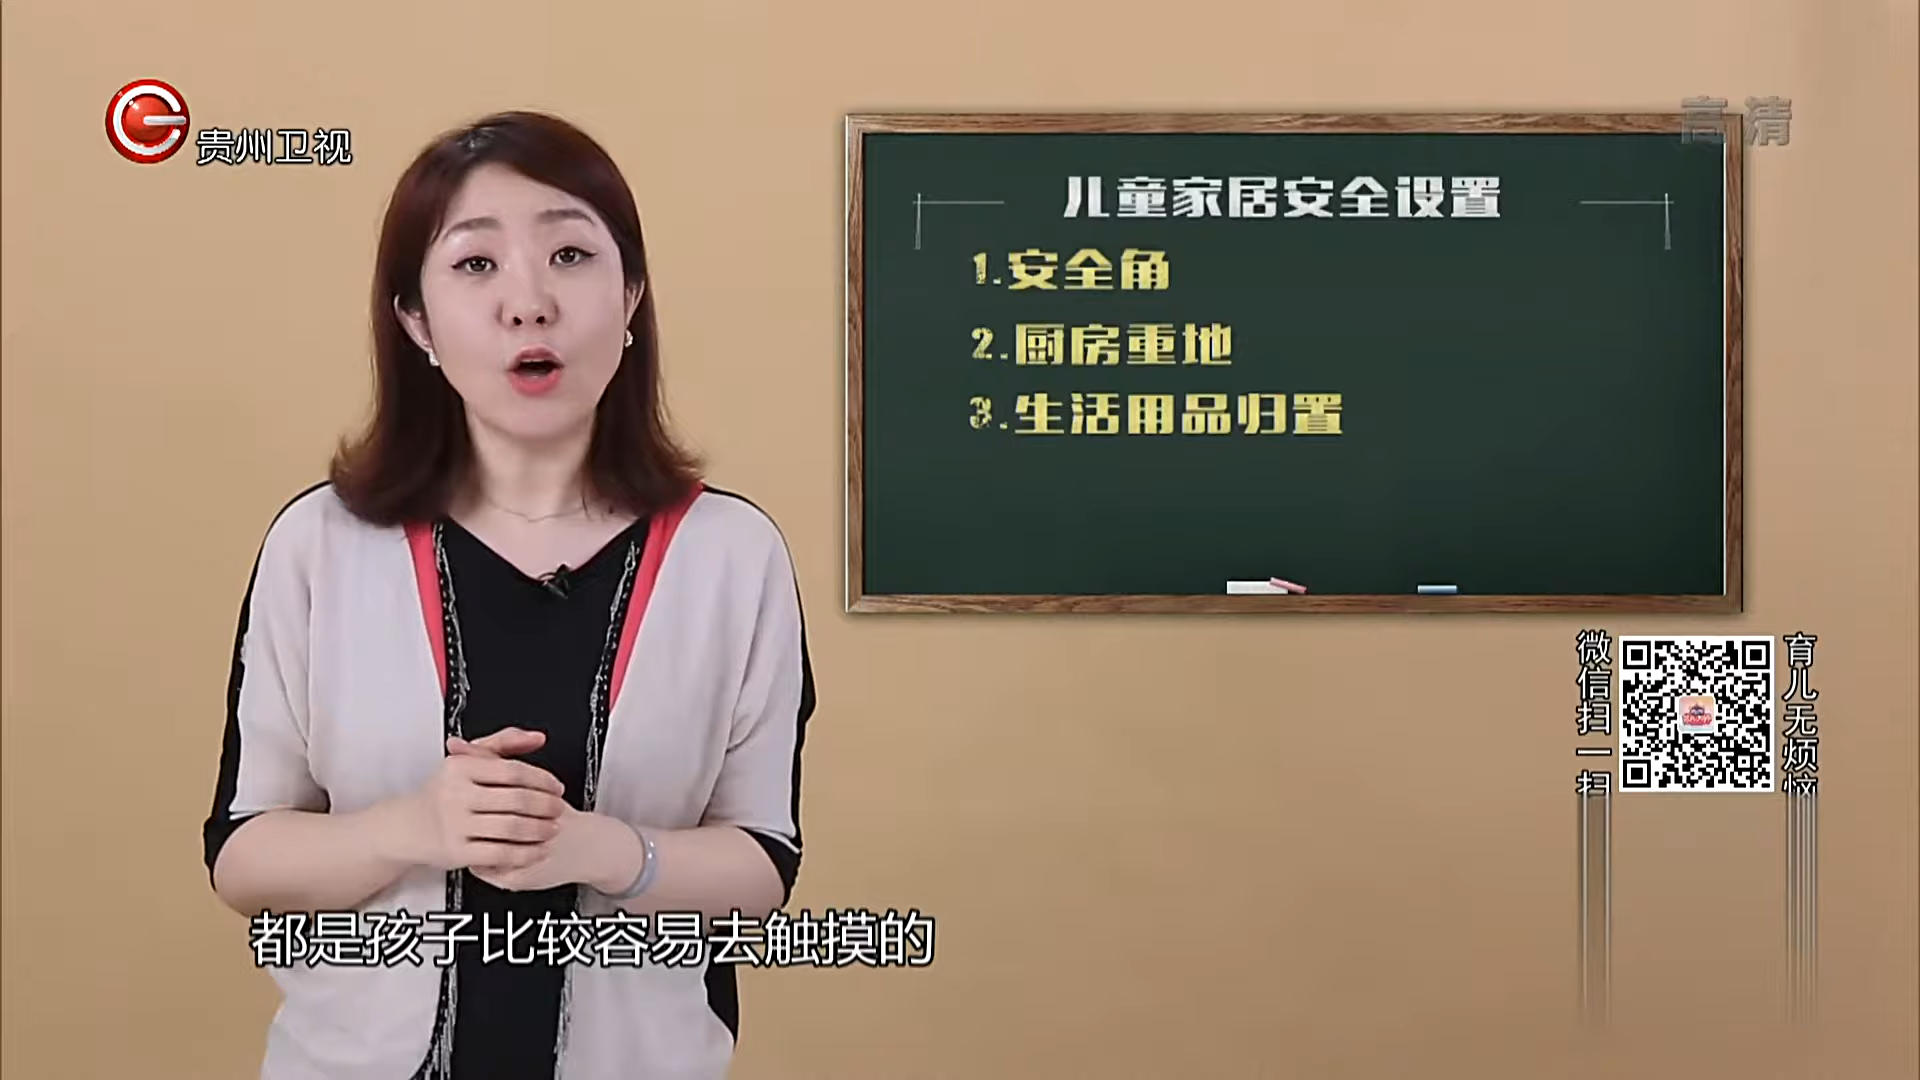 贵州卫视
高清
儿童家居安全设置
1.安全角
2.厨房重地
3.生活用品归置
微信扫一扫
育儿无烦恼
都是孩子比较容易去触摸的